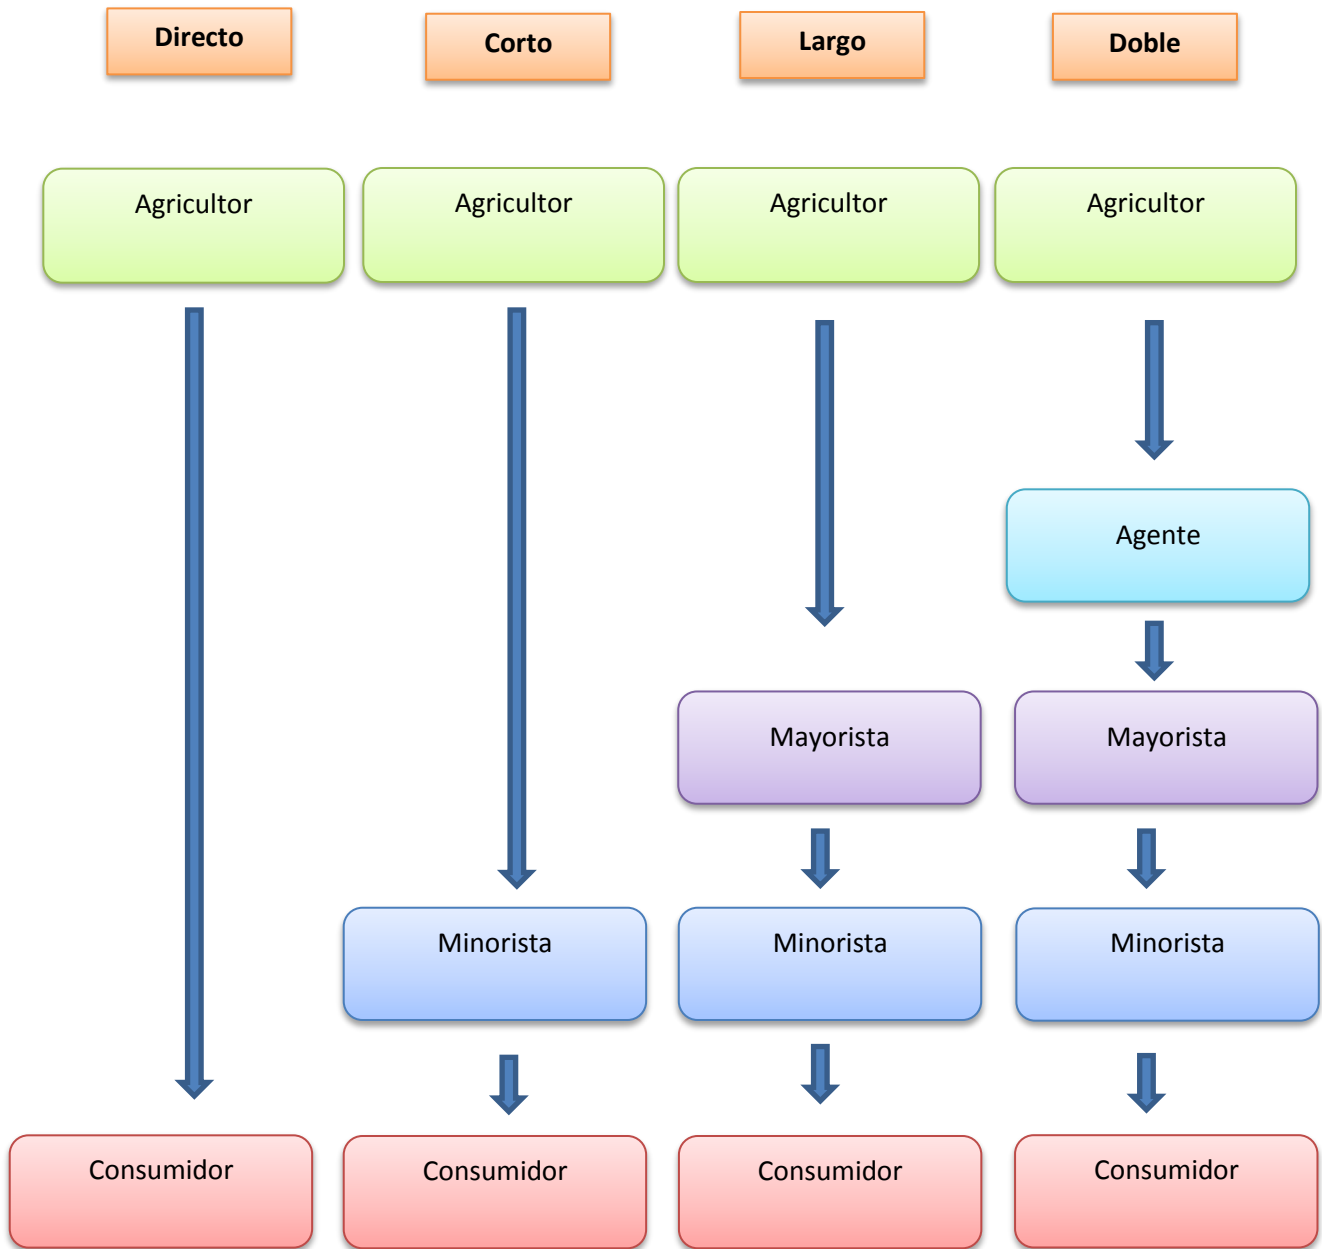 Directo
Corto
Largo
Doble
Agricultor
Agricultor
Agricultor
Agricultor
Agente
Mayorista
Mayorista
Minorista
Minorista
Minorista
Consumidor
Consumidor
Consumidor
Consumidor